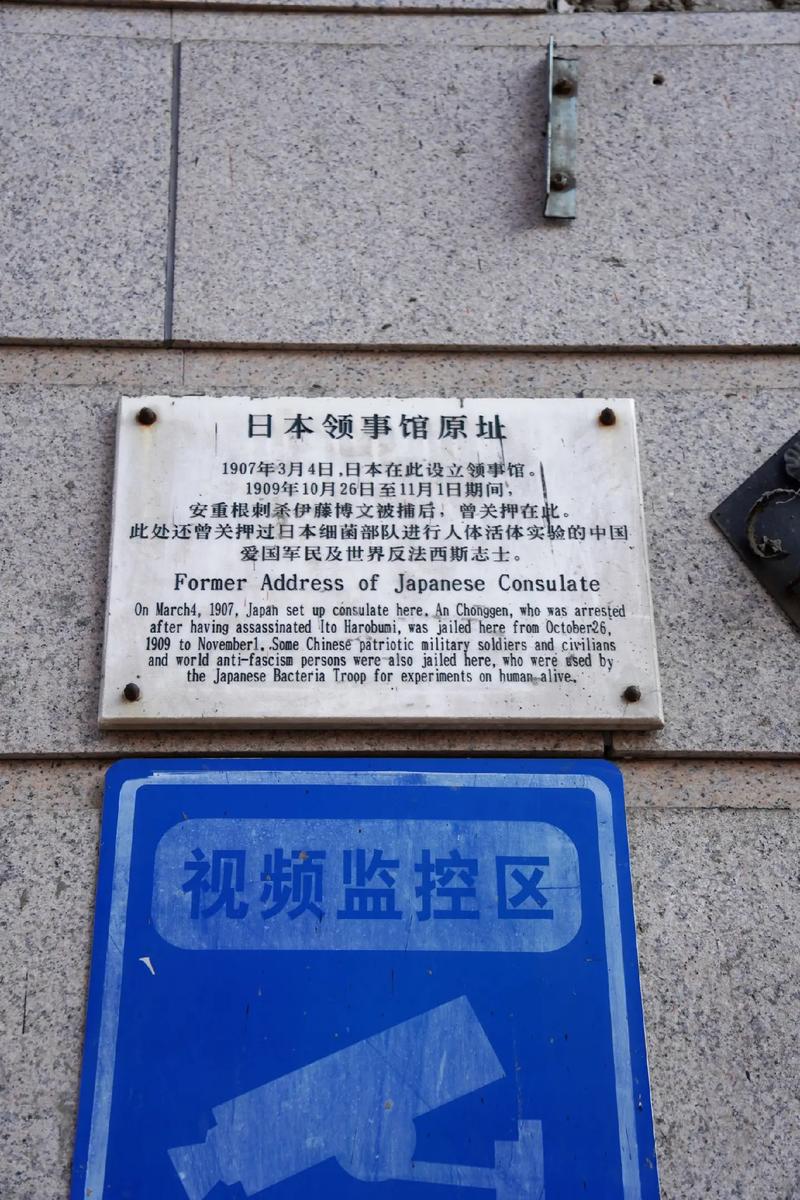 日本领事馆原址
1907年3月4日,日本在此设立领事馆。
1909年10月26日至11月1日期间,
安重根刺杀伊藤博文被捕后，曾关押在此。
此处还曾关押过日本细菌部队进行人体活体实验的中国
爱国军民及世界反法西斯志士。
Former Address of Japanese Consulate
On March4, 1907, Japan set up consulate here. An Chonggen, who was arrested
after having assassinated Ito Harobumi, was jailed here from October26,
1909 to November1. Some Chinese patriotic military soldiers and civilians
and world anti-fascism persons were also jailed here, who were used by
the Japanese Bacteria Troop for experiments on human alive.
视频监控区